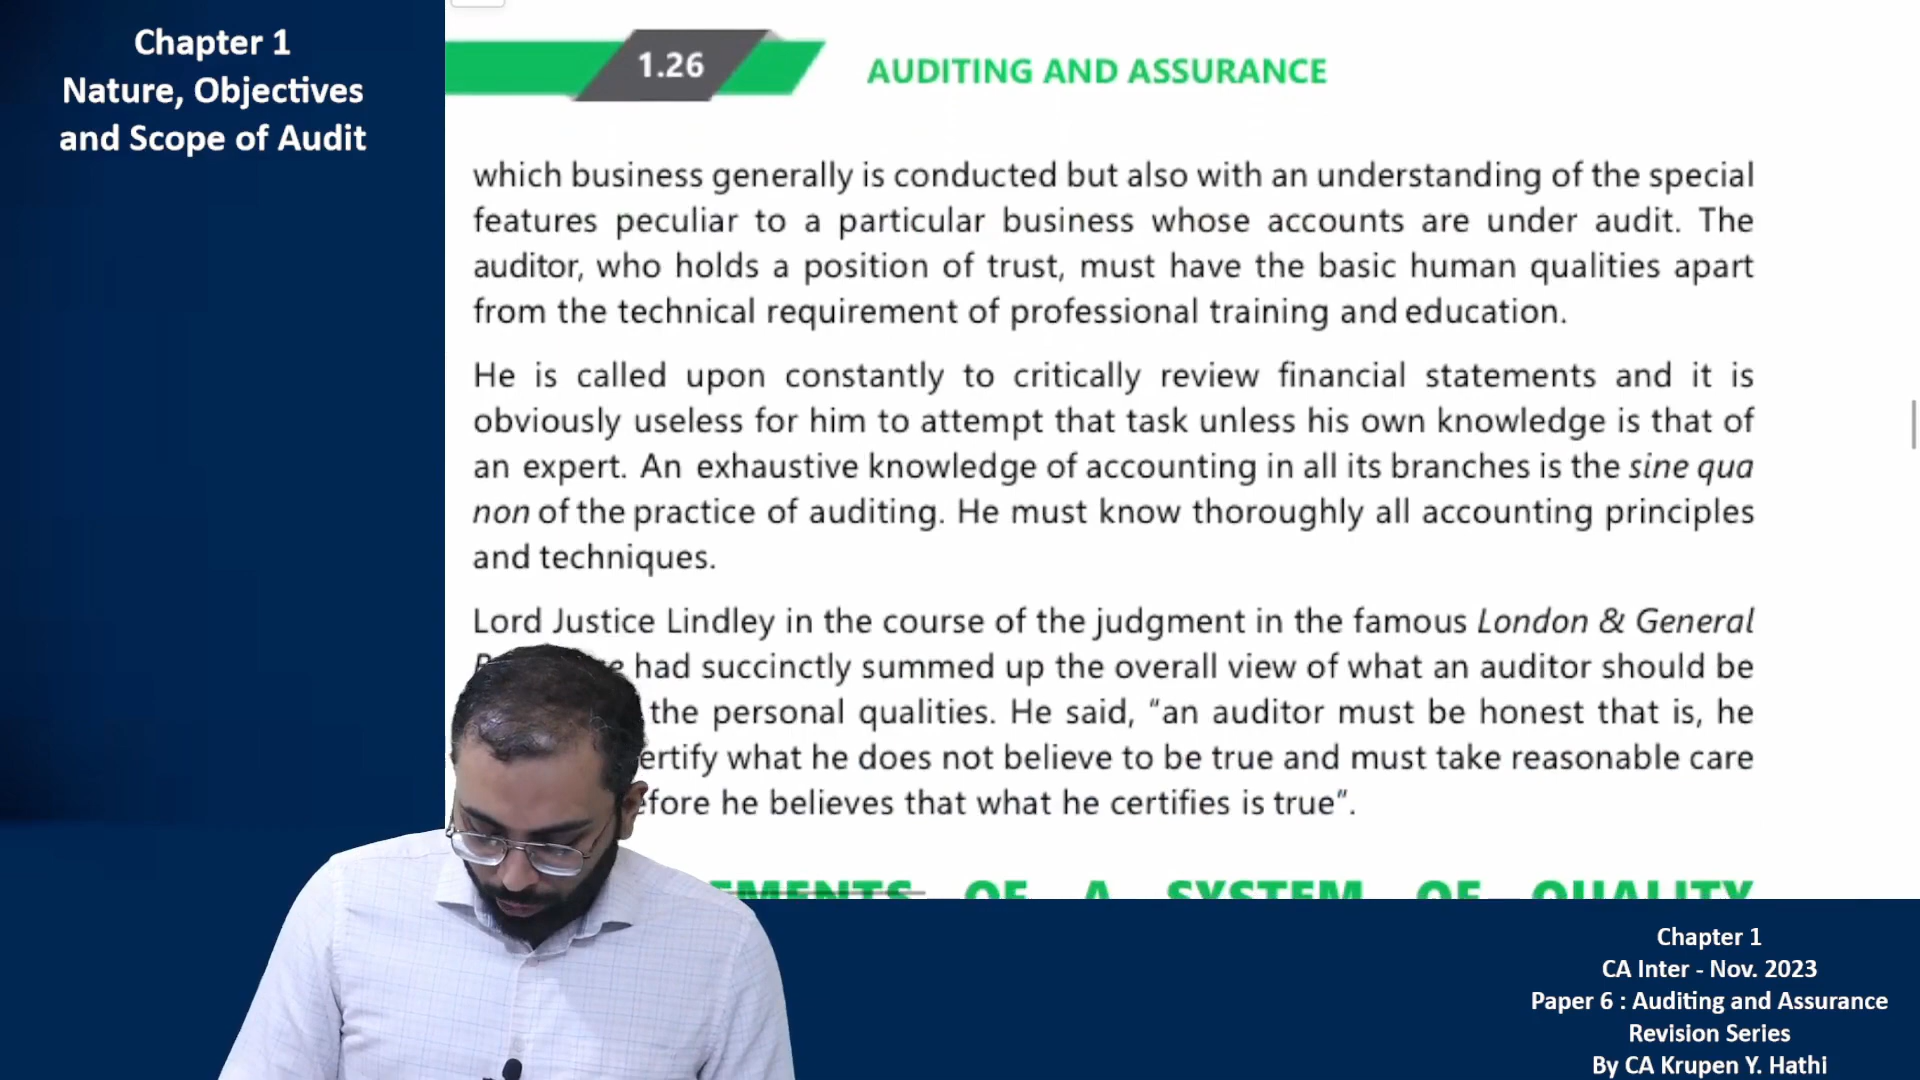 Chapter 1
Nature, Objectives
and Scope of Audit
1.26
AUDITING AND ASSURANCE
which business generally is conducted but also with an understanding of the special
features peculiar to a particular business whose accounts are under audit. The
auditor, who holds a position of trust, must have the basic human qualities apart
from the technical requirement of professional training and education.
He is called upon constantly to critically review financial statements and it is
obviously useless for him to attempt that task unless his own knowledge is that of
an expert. An exhaustive knowledge of accounting in all its branches is the sine qua
non of the practice of auditing. He must know thoroughly all accounting principles
and techniques.
Lord Justice Lindley in the course of the judgment in the famous London & General
had succinctly summed up the overall view of what an auditor should be
the personal qualities. He said, “an auditor must be honest that is, he
what he does not believe to be true and must take reasonable care
he believes that what he certifies is true”.
OF A SYSTEM OF QUALITY
Chapter 1
CA Inter - Nov. 2023
Paper 6 : Auditing and Assurance
Revision Series
By CA Krupen Y. Hathi